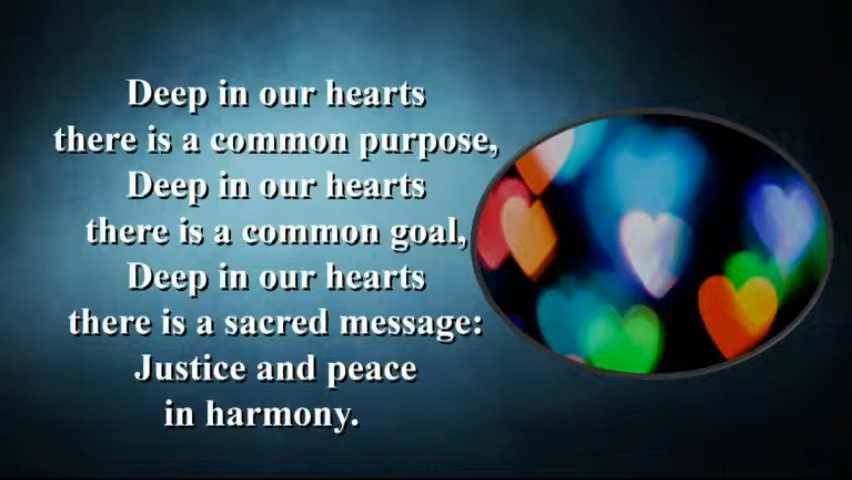 Deep in our hearts
there is a common purpose,
Deep in our hearts
there is a common goal,
Deep in our hearts
there is a sacred message:
Justice and peace
in harmony.